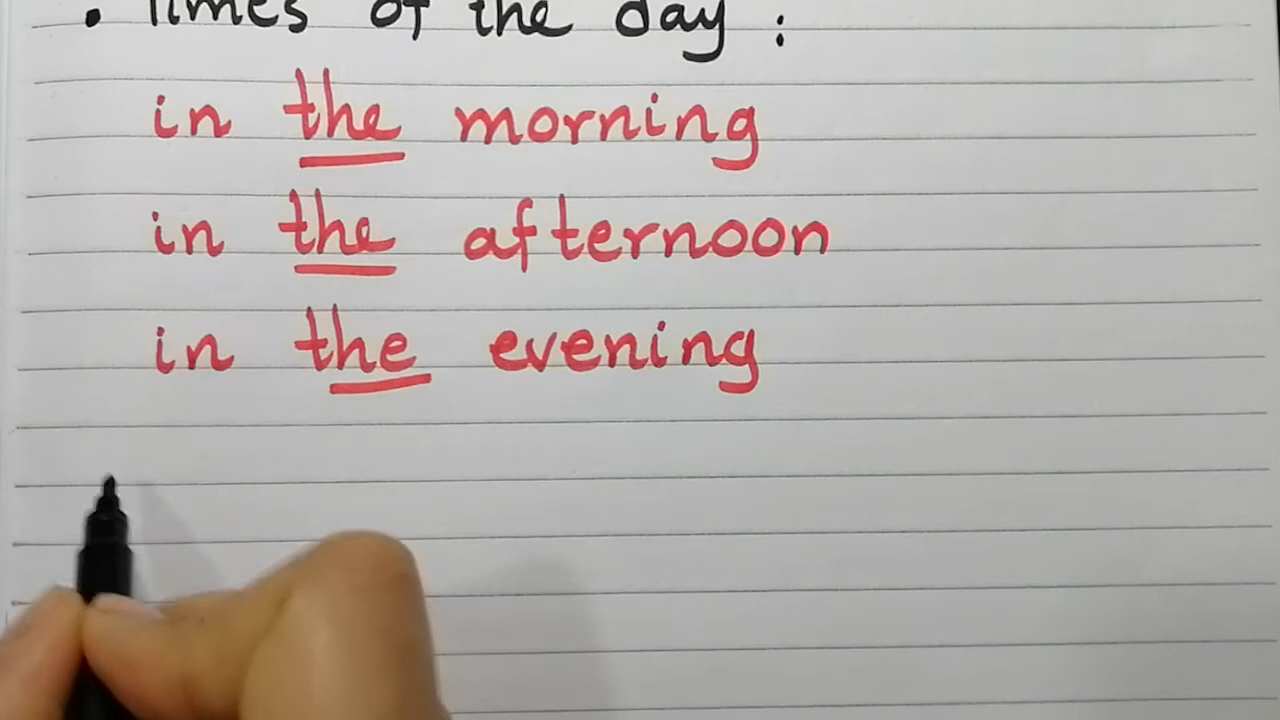 • Times of the day :
in the morning
in the afternoon
in the evening